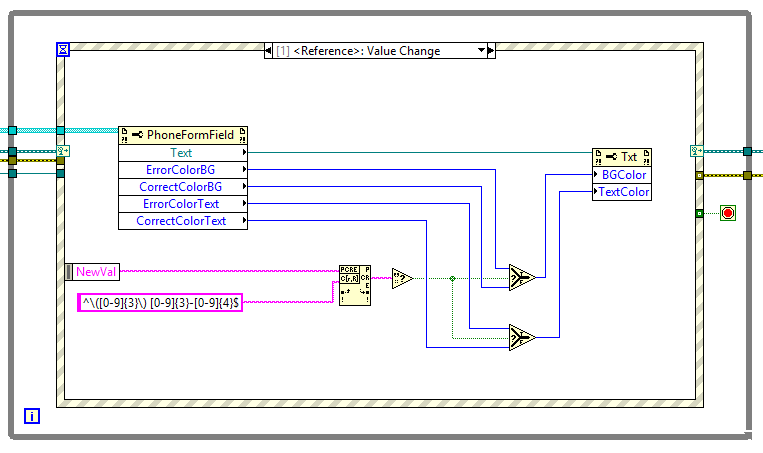 [1] <Reference>: Value Change
PhoneFormField
Text
ErrorColorBG
CorrectColorBG
ErrorColorText
CorrectColorText
Txt
BGColor
TextColor
NewVal
^\([0-9]{3}\) [0-9]{3}-[0-9]{4}$
PCRE
P
CR
E
?
T
?
F
T
?
F
i